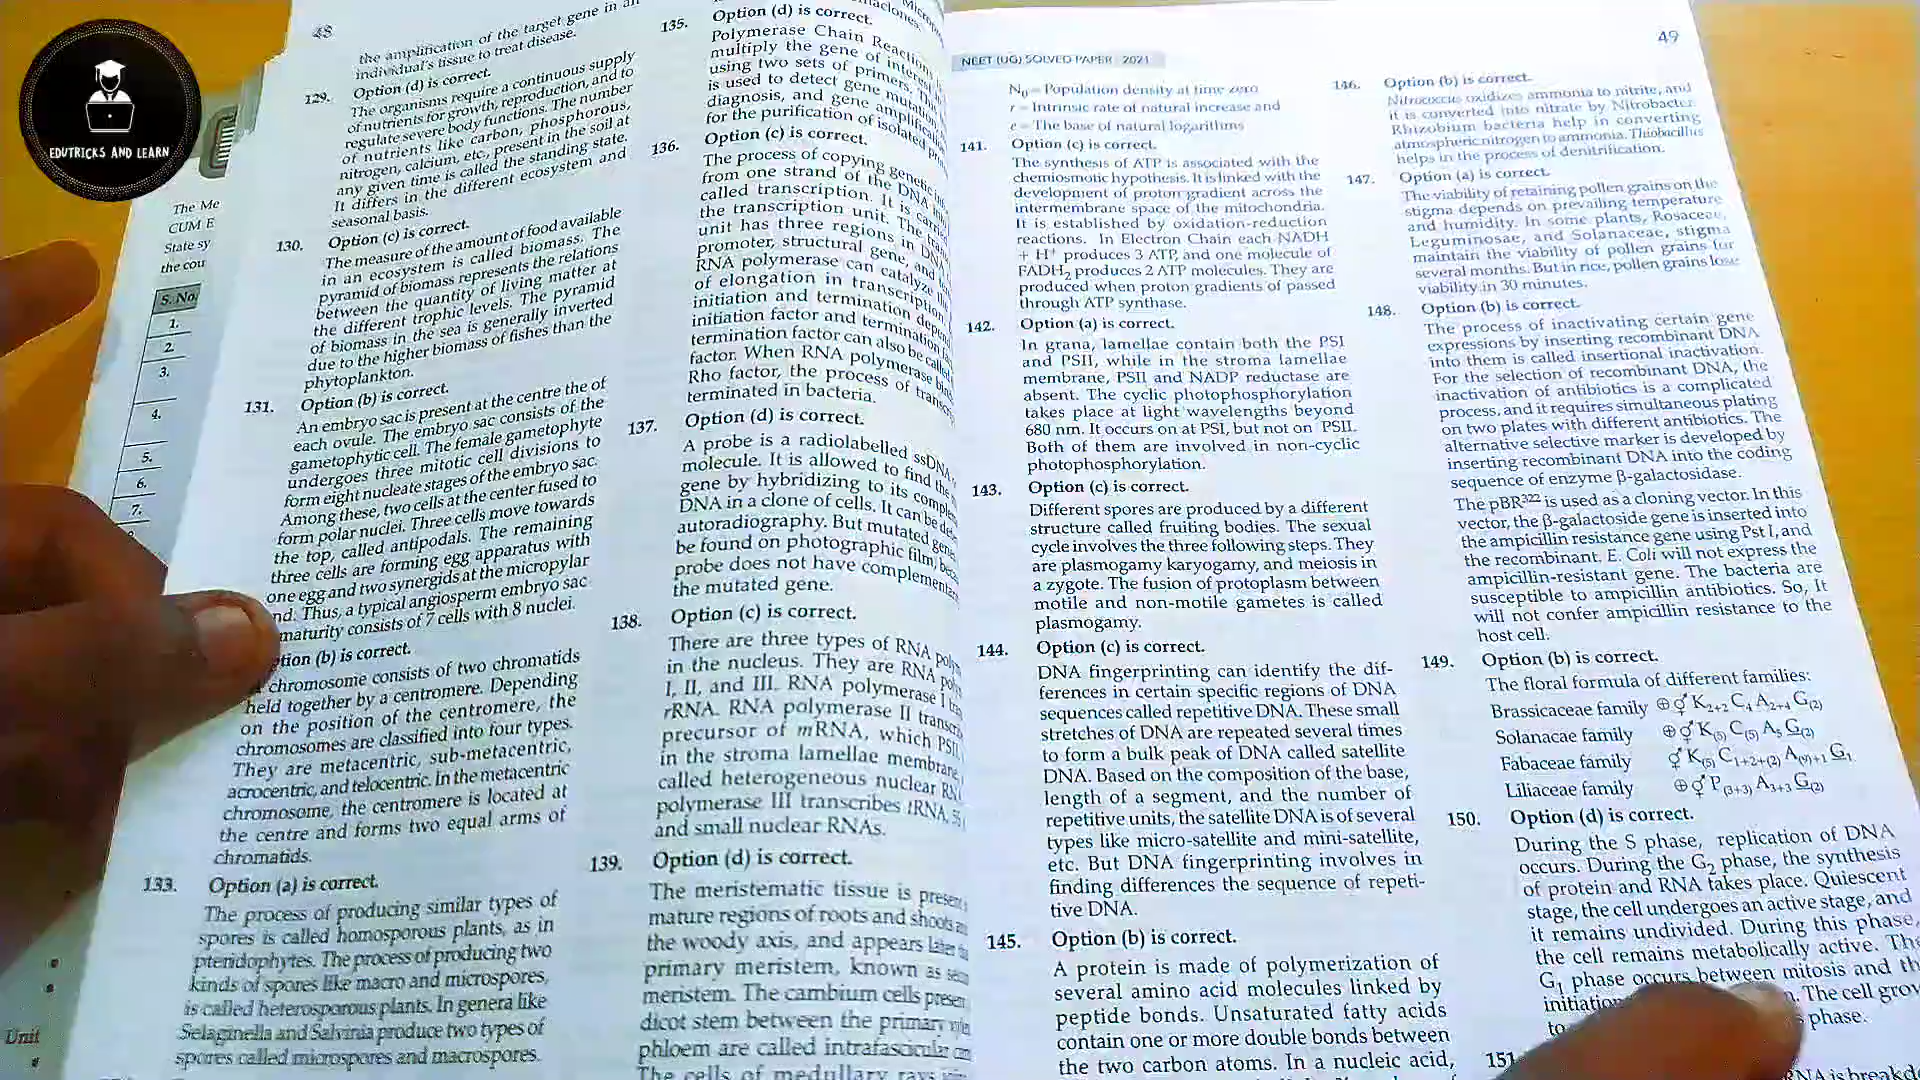 EDUTRICKS AND LEARN
The Me
CUM E
State sy
the cou
S. No.
1.
2.
3.
4.
5.
6.
7.
Unit
48
the amplification of the target gene in an
individual's tissue to treat disease.
129. Option (d) is correct.
The organisms require a continuous supply
of nutrients for growth, reproduction, and to
regulate severe body functions. The number
of nutrients like carbon, phosphorous,
nitrogen, calcium, etc., present in the soil at
any given time is called the standing state.
It differs in the different ecosystem and
seasonal basis.
130. Option (c) is correct.
The measure of the amount of food available
in an ecosystem is called biomass. The
pyramid of biomass represents the relations
between the quantity of living matter at
the different trophic levels. The pyramid
of biomass in the sea is generally inverted
due to the higher biomass of fishes than the
phytoplankton.
131. Option (b) is correct.
An embryo sac is present at the centre the of
each ovule. The embryo sac consists of the
gametophytic cell. The female gametophyte
undergoes three mitotic cell divisions to
form eight nucleate stages of the embryo sac.
Among these, two cells at the center fused to
form polar nuclei. Three cells move towards
the top, called antipodals. The remaining
three cells are forming egg apparatus with
one egg and two synergids at the micropylar
nd. Thus, a typical angiosperm embryo sac
maturity consists of 7 cells with 8 nuclei.
tion (b) is correct.
chromosome consists of two chromatids
held together by a centromere. Depending
on the position of the centromere, the
chromosomes are classified into four types.
They are metacentric, sub-metacentric,
acrocentric, and telocentric. In the metacentric
chromosome, the centromere is located at
the centre and forms two equal arms of
chromatids.
133. Option (a) is correct.
The process of producing similar types of
spores is called homosporous plants, as in
pteridophytes. The process of producing two
kinds of spores like macro and microspores,
is called heterosporous plants. In genera like
Selaginella and Salvinia produce two types of
spores called microspores and macrospores.
135. Option (d) is correct.
Polymerase Chain Reaction
multiply the gene of interest
using two sets of primers.
is used to detect gene mutation
diagnosis, and gene amplific
for the purification of isolated
136. Option (c) is correct.
The process of copying genetic
from one strand of the DNA
called transcription. It is
the transcription unit. The
unit has three regions in DNA
promoter, structural gene, and
RNA polymerase can catalyze
of elongation in transcription
initiation and termination
initiation factor and termination
termination factor can also be called
factor. When RNA polymerase
Rho factor, the process of
terminated in bacteria.
137. Option (d) is correct.
A probe is a radiolabelled ssDNA
molecule. It is allowed to find the
gene by hybridizing to its
DNA in a clone of cells. It can be
autoradiography. But mutated
be found on photographic film,
probe does not have
the mutated gene.
138. Option (c) is correct.
There are three types of RNA
in the nucleus. They are RNA
I, II, and III. RNA polymerase I
rRNA. RNA polymerase II
precursor of mRNA, which PSII
in the stroma lamellae membrane,
called heterogeneous nuclear
polymerase III transcribes tRNA,
and small nuclear RNAs.
139. Option (d) is correct.
The meristematic tissue is present
mature regions of roots and shoots
the woody axis, and appears
primary meristem, known as
meristem. The cambium cells present
dicot stem between the primary
phloem are called intrafascicular
The cells of medullary rays
49
NEET (UG) SOLVED PAPER - 2021
N0 = Population density at time zero
r = Intrinsic rate of natural increase and
e = The base of natural logarithms
141. Option (c) is correct.
The synthesis of ATP is associated with the
chemiosmotic hypothesis. It is linked with the
development of proton gradient across the
intermembrane space of the mitochondria.
It is established by oxidation-reduction
reactions. In Electron Chain each NADH
+ H+ produces 3 ATP, and one molecule of
FADH2 produces 2 ATP molecules. They are
produced when proton gradients of passed
through ATP synthase.
142. Option (a) is correct.
In grana, lamellae contain both the PSI
and PSII, while in the stroma lamellae
membrane, PSII and NADP reductase are
absent. The cyclic photophosphorylation
takes place at light wavelengths beyond
680 nm. It occurs on at PSI, but not on PSII.
Both of them are involved in non-cyclic
photophosphorylation.
143. Option (c) is correct.
Different spores are produced by a different
structure called fruiting bodies. The sexual
cycle involves the three following steps. They
are plasmogamy karyogamy, and meiosis in
a zygote. The fusion of protoplasm between
motile and non-motile gametes is called
plasmogamy.
144. Option (c) is correct.
DNA fingerprinting can identify the dif-
ferences in certain specific regions of DNA
sequences called repetitive DNA. These small
stretches of DNA are repeated several times
to form a bulk peak of DNA called satellite
DNA. Based on the composition of the base,
length of a segment, and the number of
repetitive units, the satellite DNA is of several
types like micro-satellite and mini-satellite,
etc. But DNA fingerprinting involves in
finding differences the sequence of repeti-
tive DNA.
145. Option (b) is correct.
A protein is made of polymerization of
several amino acid molecules linked by
peptide bonds. Unsaturated fatty acids
contain one or more double bonds between
the two carbon atoms. In a nucleic acid,
146. Option (b) is correct.
Nitrococcus oxidizes ammonia to nitrite, and
it is converted into nitrate by Nitrobacter.
Rhizobium bacteria help in converting
atmospheric nitrogen to ammonia. Thiobacillus
helps in the process of denitrification.
147. Option (a) is correct.
The viability of retaining pollen grains on the
stigma depends on prevailing temperature
and humidity. In some plants, Rosaceae,
Leguminosae, and Solanaceae, stigma
maintain the viability of pollen grains for
several months. But in rice, pollen grains lose
viability in 30 minutes.
148. Option (b) is correct.
The process of inactivating certain gene
expressions by inserting recombinant DNA
into them is called insertional inactivation.
For the selection of recombinant DNA, the
inactivation of antibiotics is a complicated
process, and it requires simultaneous plating
on two plates with different antibiotics. The
alternative selective marker is developed by
inserting recombinant DNA into the coding
sequence of enzyme β-galactosidase.
The pBR322 is used as a cloning vector. In this
vector, the β-galactoside gene is inserted into
the ampicillin resistance gene using Pst I, and
the recombinant. E. Coli will not express the
ampicillin-resistant gene. The bacteria are
susceptible to ampicillin antibiotics. So, It
will not confer ampicillin resistance to the
host cell.
149. Option (b) is correct.
The floral formula of different families:
Brassicaceae family ⊕⚥K2+2 C4 A2+4 G(2)
Solanacae family ⊕⚥K(5) C(5) A5 G(2)
Fabaceae family ⚥K(5) C1+2+(2) A(9)+1 G1
Liliaceae family ⊕⚥P(3+3) A3+3 G(2)
150. Option (d) is correct.
During the S phase, replication of DNA
occurs. During the G2 phase, the synthesis
of protein and RNA takes place. Quiescent
stage, the cell undergoes an active stage, and
it remains undivided. During this phase,
the cell remains metabolically active. The
G1 phase occurs between mitosis and th
initiation The cell grow
to phase.
151